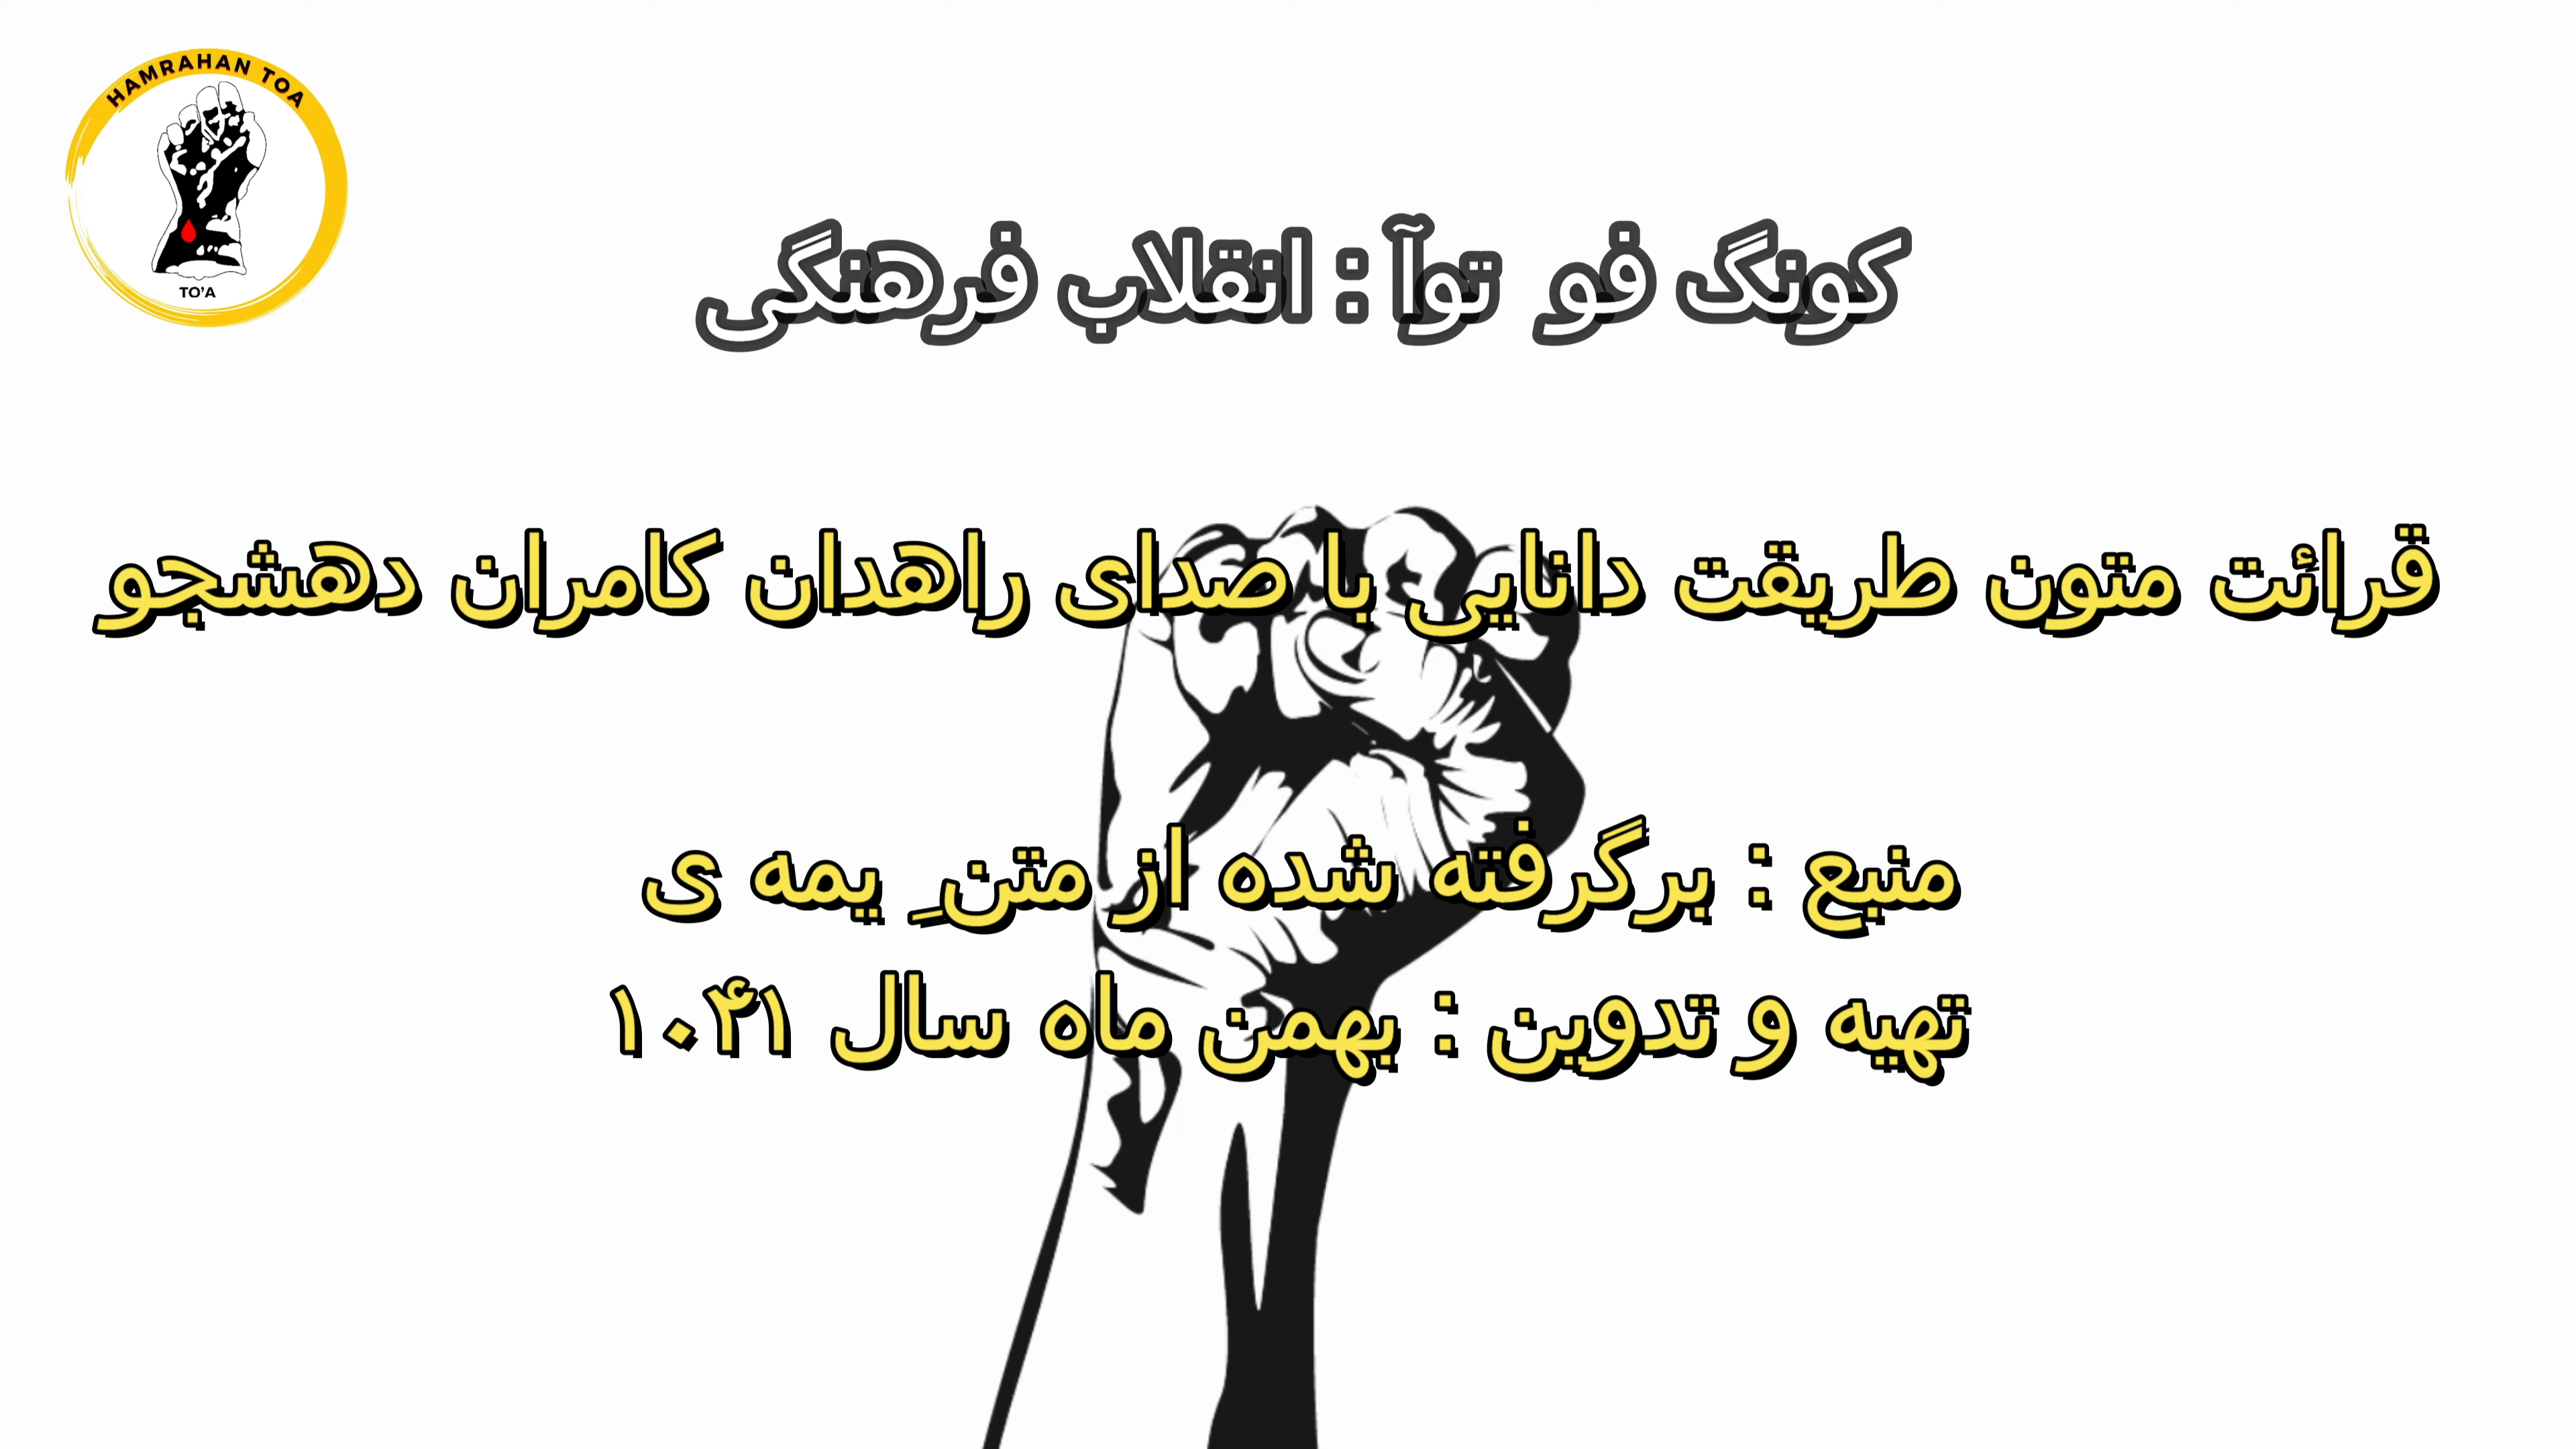 HAMRAHAN TOA
TO'A
کونگ فو توآ : انقلاب فرهنگی
قرائت متون طریقت دانایی با صدای راهدان کامران دهشجو
منبع : برگرفته شده از متنِ یمه ی
تهیه و تدوین : بهمن ماه سال ۱۰۴۱